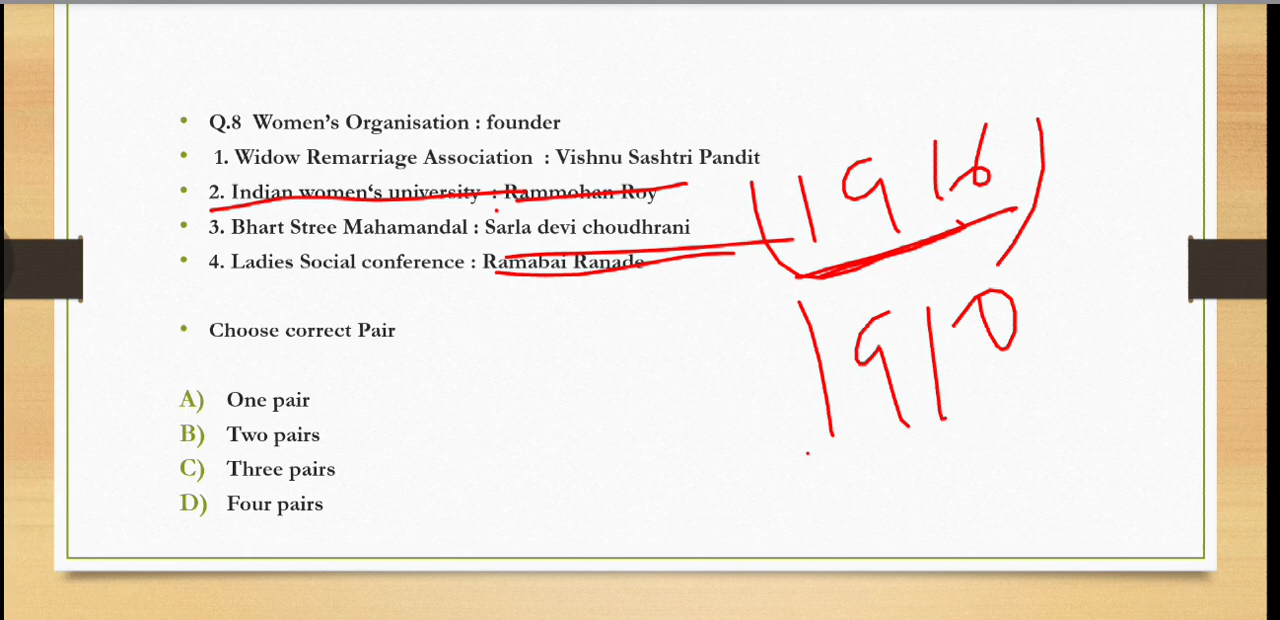 • Q.8 Women's Organisation : founder
• 1. Widow Remarriage Association : Vishnu Sashtri Pandit
• 2. Indian women's university : Rammohan Roy
• 3. Bhart Stree Mahamandal : Sarla devi choudhrani
• 4. Ladies Social conference : Ramabai Ranade
(1916)
1910
• Choose correct Pair
A) One pair
B) Two pairs
C) Three pairs
D) Four pairs